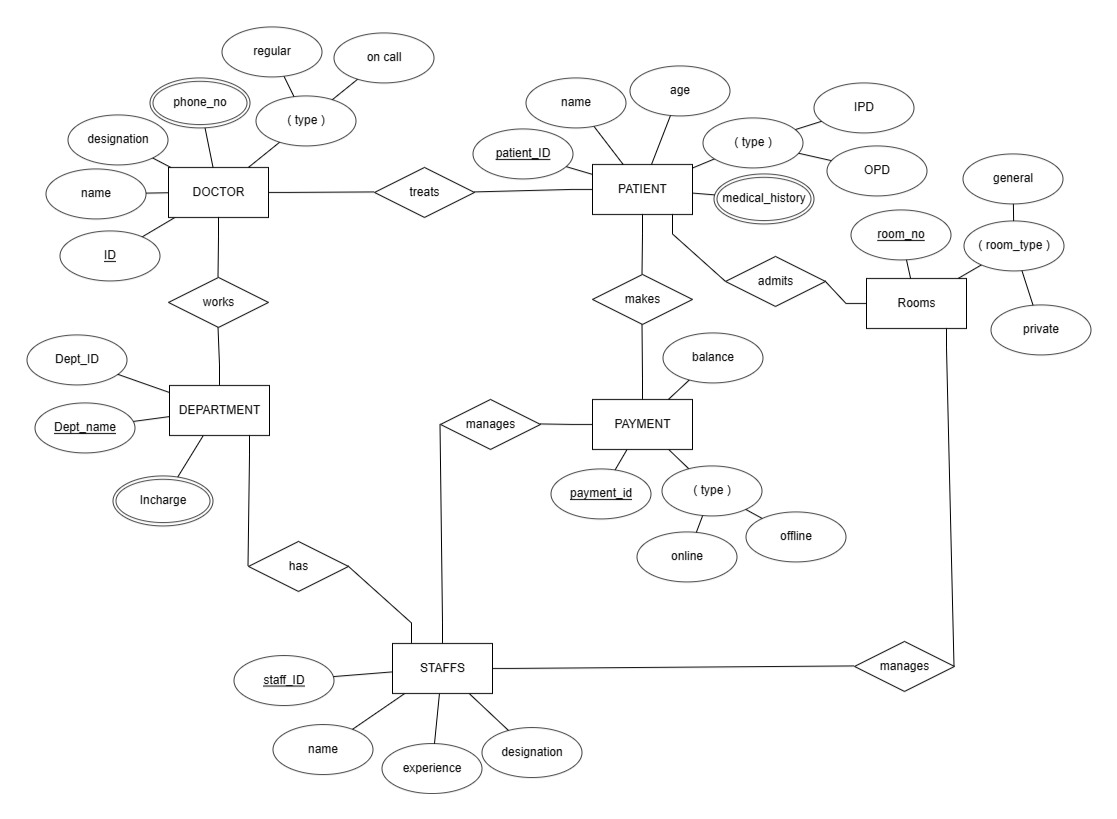 regular
on call
phone_no
( type )
designation
name
DOCTOR
ID
treats
name
age
patient_ID
( type )
IPD
OPD
PATIENT
medical_history
general
room_no
( room_type )
admits
Rooms
private
works
makes
Dept_ID
DEPARTMENT
Dept_name
Incharge
balance
manages
PAYMENT
payment_id
( type )
online
offline
has
STAFFS
staff_ID
name
experience
designation
manages